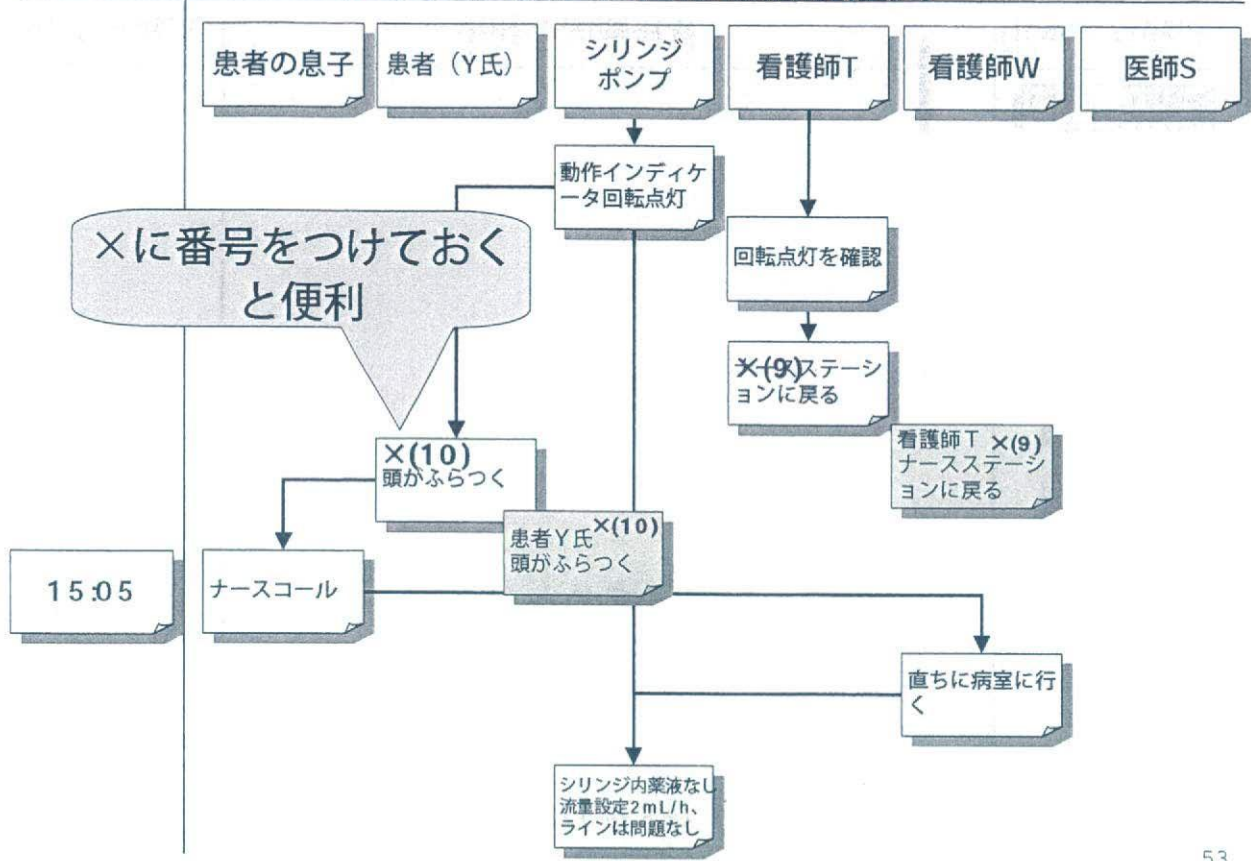 患者の息子
患者（Y氏）
シリンジ
ポンプ
看護師T
看護師W
医師S
動作インディケ
ータ回転点灯
×に番号をつけておく
と便利
回転点灯を確認
×(9)
スステーシ
ョンに戻る
看護師T ×(9)
ナースステーシ
ョンに戻る
×(10)
頭がふらつく
患者Y氏×(10)
頭がふらつく
15:05
ナースコール
直ちに病室に行
く
シリンジ内薬液なし
流量設定2mL/h、
ラインは問題なし
53